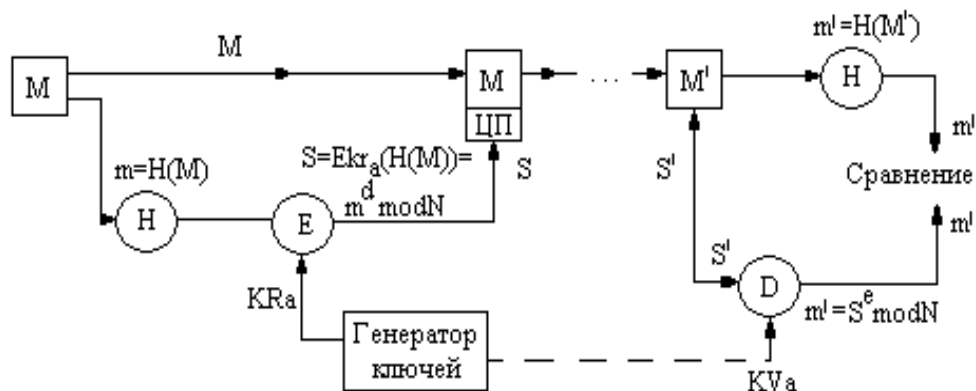 m'=H(M')
M
M
M
...
M'
H
ЦП
m'
S=Ekr_a(H(M))=
S
S'
m=H(M)
Сравнение
m^d modN
H
E
m'
S'
D
KRa
m'=S^e modN
Генератор
ключей
KVa